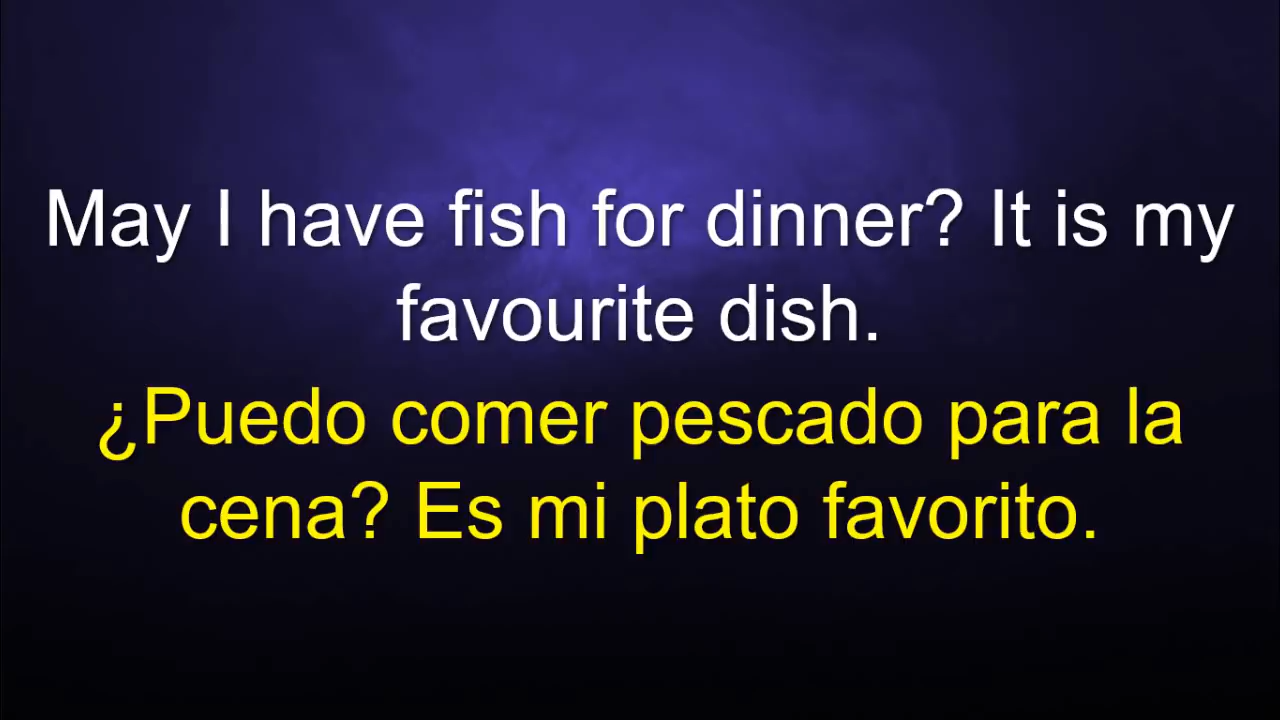 May I have fish for dinner? It is my
favourite dish.
¿Puedo comer pescado para la
cena? Es mi plato favorito.